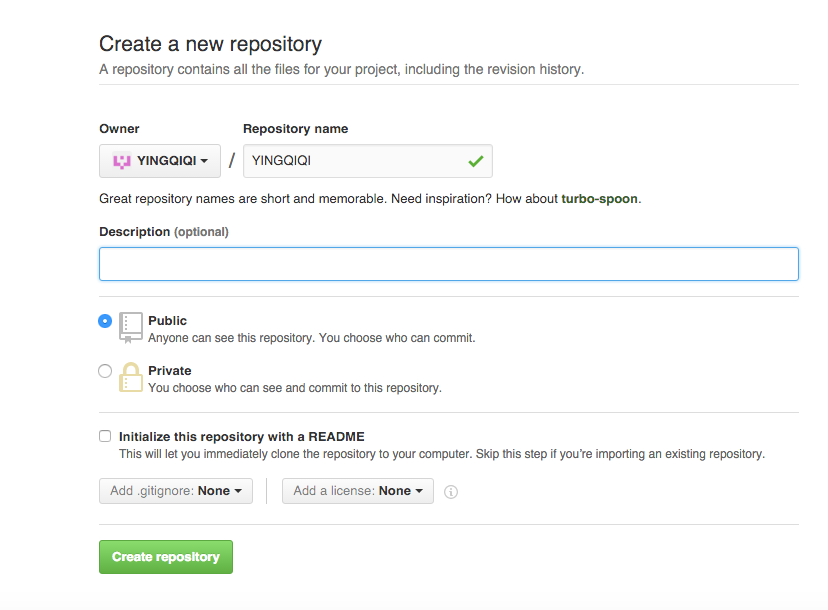 Create a new repository
A repository contains all the files for your project, including the revision history.
Owner Repository name
YINGQIQI / YINGQIQI
Great repository names are short and memorable. Need inspiration? How about turbo-spoon.
Description (optional)
Public
Anyone can see this repository. You choose who can commit.
Private
You choose who can see and commit to this repository.
Initialize this repository with a README
This will let you immediately clone the repository to your computer. Skip this step if you’re importing an existing repository.
Add .gitignore: None Add a license: None
Create repository